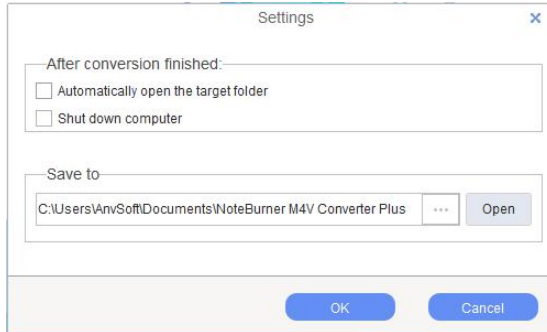 Settings
After conversion finished:
Automatically open the target folder
Shut down computer
Save to
C:\Users\AnvSoft\Documents\NoteBurner M4V Converter Plus ... Open
OK Cancel